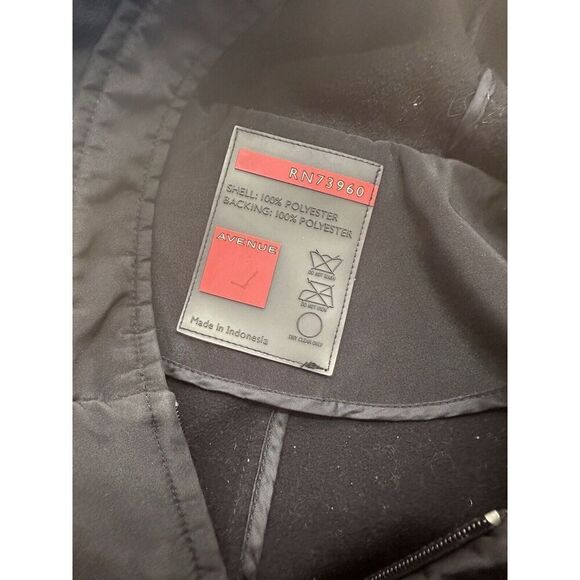 RN73960
SHELL: 100% POLYESTER
BACKING: 100% POLYESTER
AVENUE
DO NOT WASH
DO NOT IRON
DRY CLEAN ONLY
Made in Indonesia